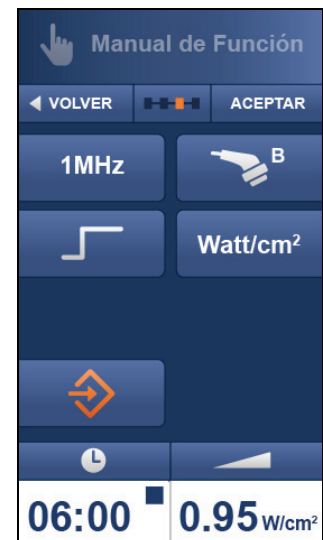 Manual de Función
VOLVER ACEPTAR
1MHz B
Watt/cm²
06:00 0.95 W/cm²